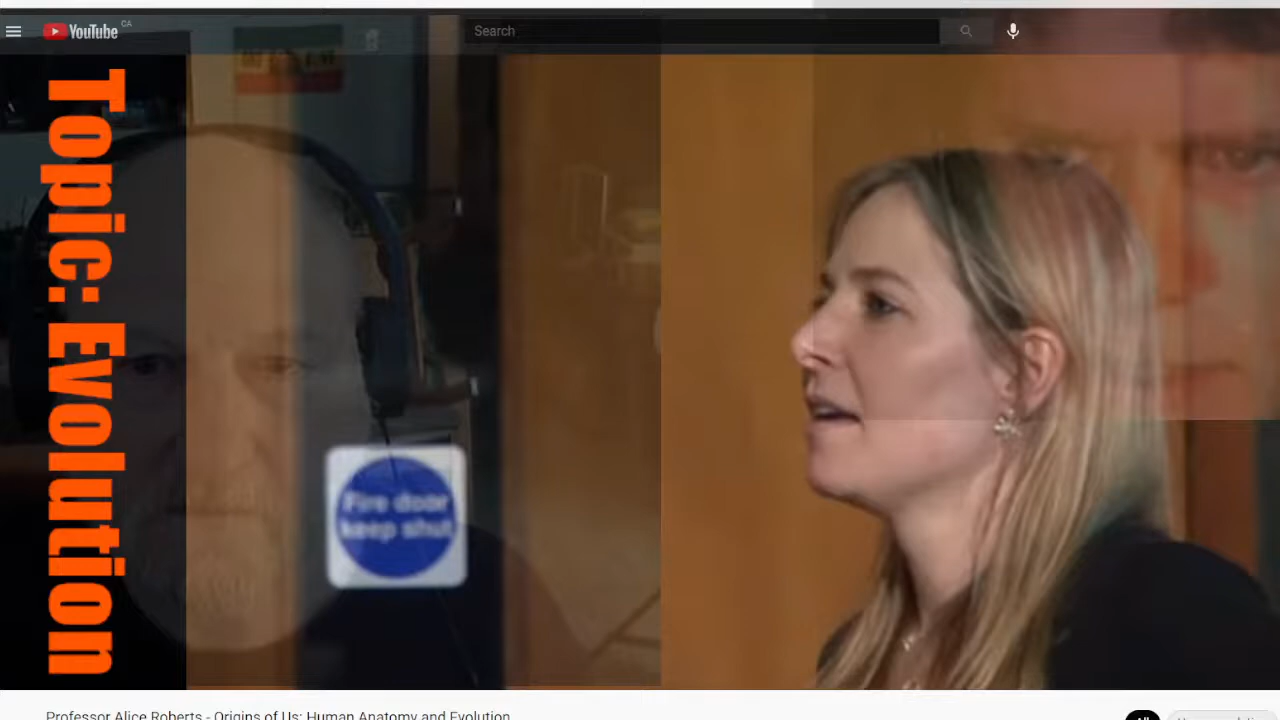 YouTube CA
Search
Topic: Evolution
Fire door
keep shut
Professor Alice Roberts - Origins of Us: Human Anatomy and Evolution
All